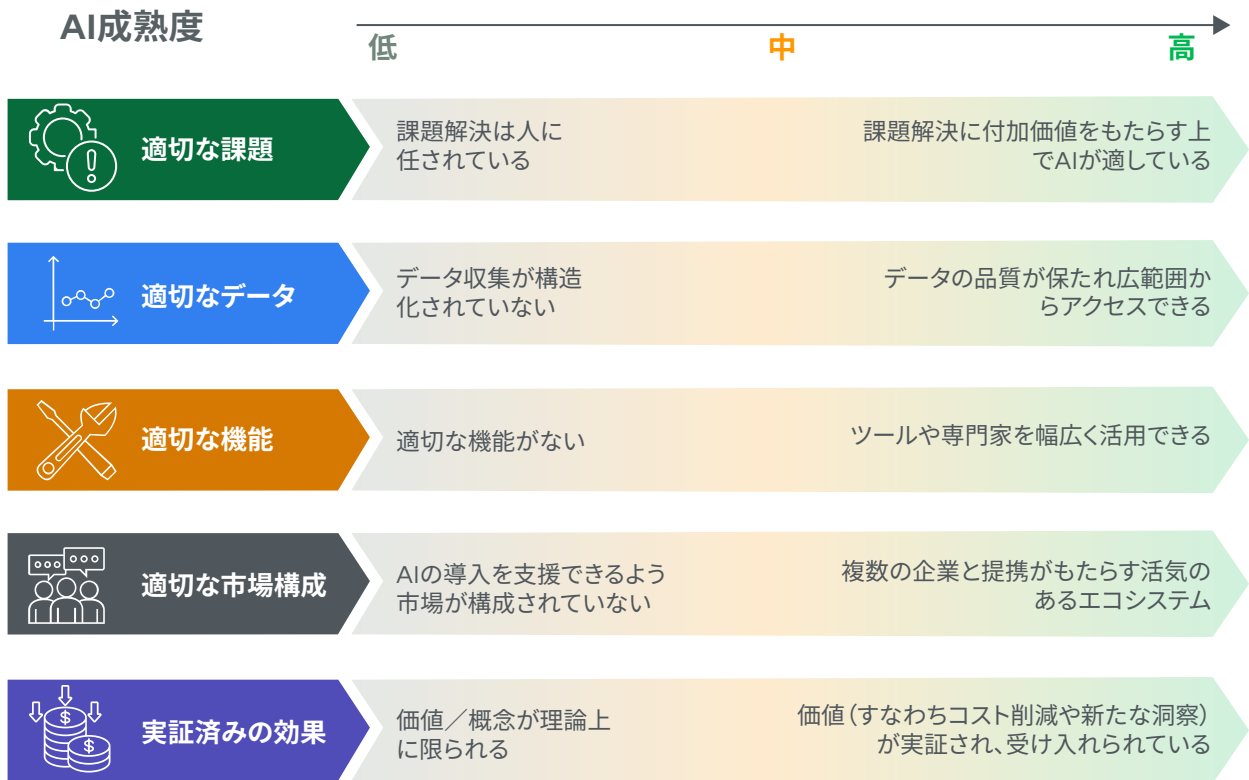 AI成熟度
低
中
高
適切な課題
課題解決は人に
任されている
課題解決に付加価値をもたらす上
でAIが適している
適切なデータ
データ収集が構造
化されていない
データの品質が保たれ広範囲か
らアクセスできる
適切な機能
適切な機能がない
ツールや専門家を幅広く活用できる
適切な市場構成
AIの導入を支援できるよう
市場が構成されていない
複数の企業と提携がもたらす活気の
あるエコシステム
実証済みの効果
価値／概念が理論上
に限られる
価値（すなわちコスト削減や新たな洞察）
が実証され、受け入れられている
$
$